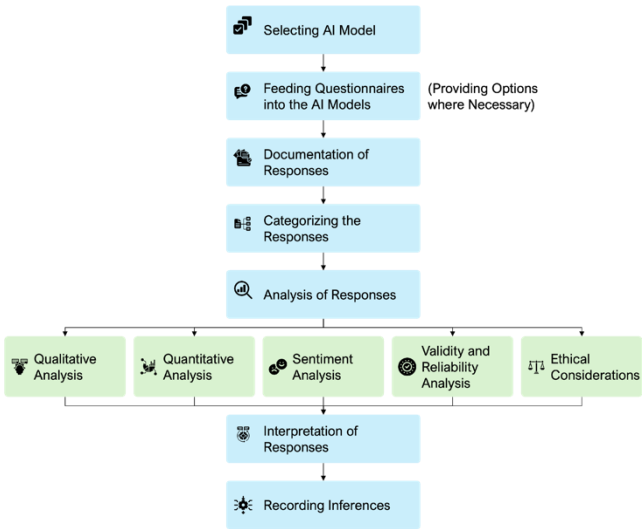 Selecting AI Model
Feeding Questionnaires
into the AI Models
(Providing Options
where Necessary)
Documentation of
Responses
Categorizing the
Responses
Analysis of Responses
Qualitative
Analysis
Quantitative
Analysis
Sentiment
Analysis
Validity and
Reliability
Analysis
Ethical
Considerations
Interpretation of
Responses
Recording Inferences